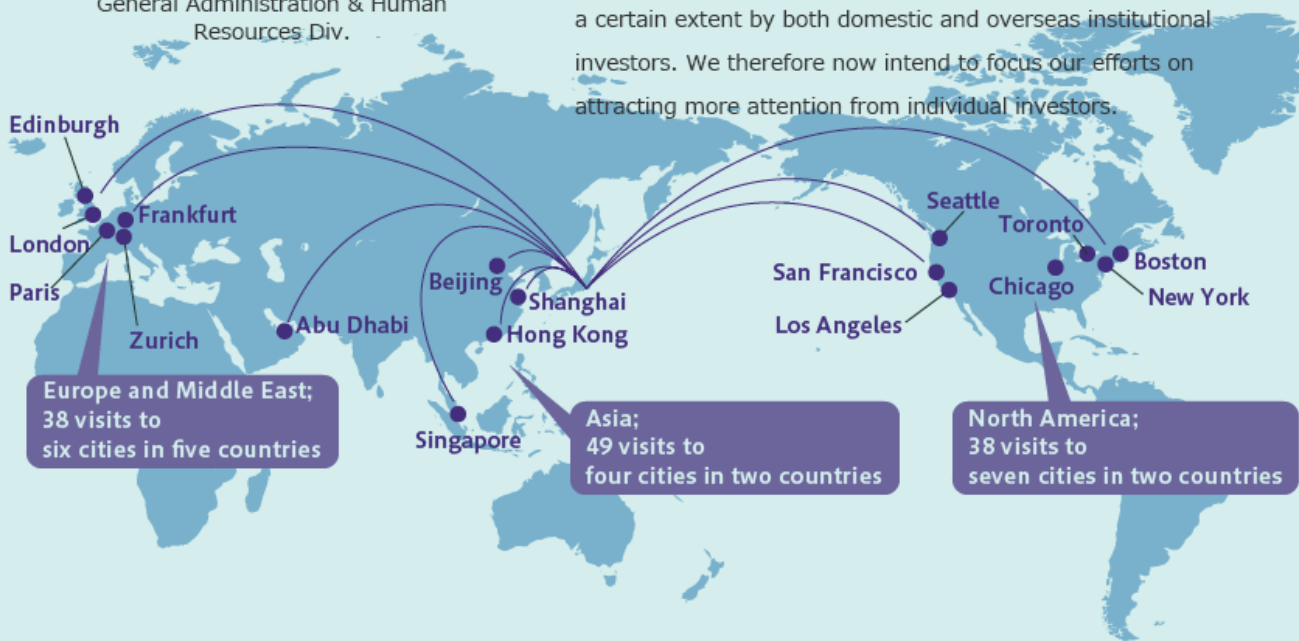 General Administration & Human
Resources Div.
a certain extent by both domestic and overseas institutional
investors. We therefore now intend to focus our efforts on
attracting more attention from individual investors.
Edinburgh
London
Paris
Frankfurt
Zurich
Abu Dhabi
Beijing
Shanghai
Hong Kong
Singapore
Seattle
Toronto
San Francisco
Chicago
Boston
New York
Los Angeles
Europe and Middle East;
38 visits to
six cities in five countries
Asia;
49 visits to
four cities in two countries
North America;
38 visits to
seven cities in two countries